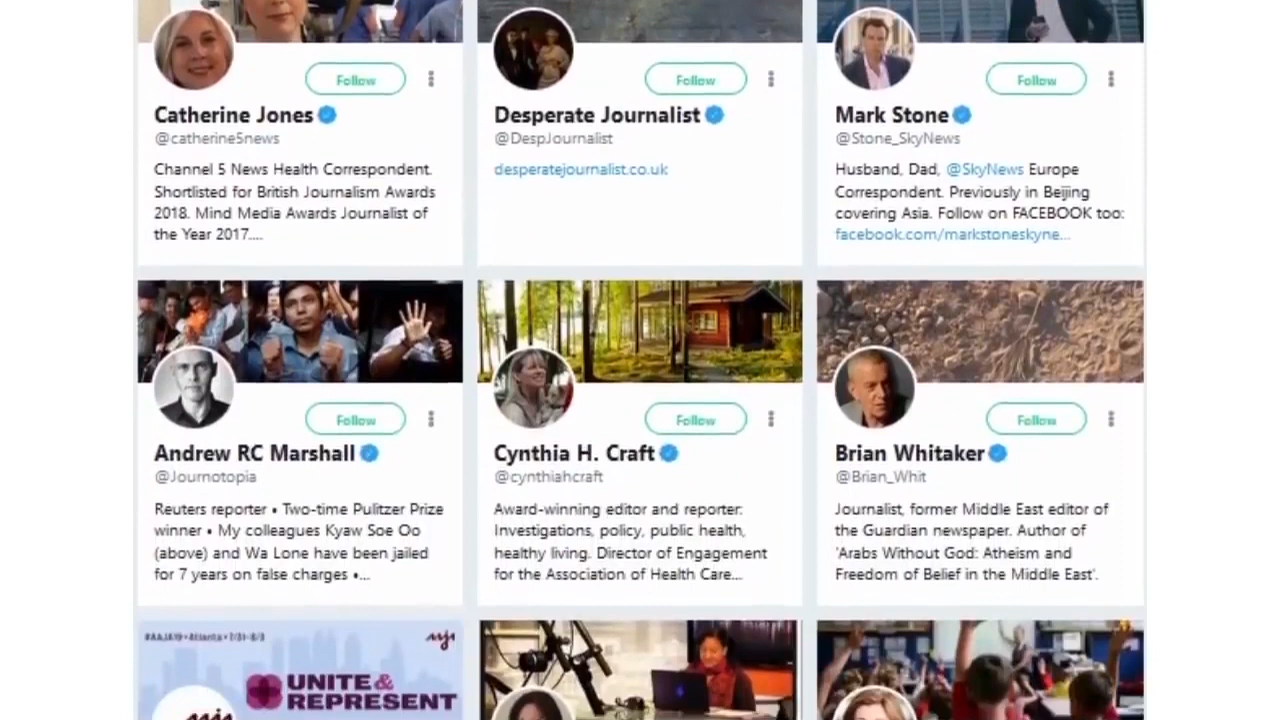 Follow
Catherine Jones
@catherine5news
Channel 5 News Health Correspondent.
Shortlisted for British Journalism Awards
2018. Mind Media Awards Journalist of
the Year 2017....
Follow
Desperate Journalist
@DespJournalist
desperatejournalist.co.uk
Follow
Mark Stone
@Stone_SkyNews
Husband, Dad, @SkyNews Europe
Correspondent. Previously in Beijing
covering Asia. Follow on FACEBOOK too:
facebook.com/markstoneskyne...
Follow
Andrew RC Marshall
@Journotopia
Reuters reporter • Two-time Pulitzer Prize
winner • My colleagues Kyaw Soe Oo
(above) and Wa Lone have been jailed
for 7 years on false charges •...
Follow
Cynthia H. Craft
@cynthiahcraft
Award-winning editor and reporter:
Investigations, policy, public health,
healthy living. Director of Engagement
for the Association of Health Care...
Follow
Brian Whitaker
@Brian_Whit
Journalist, former Middle East editor of
the Guardian newspaper. Author of
'Arabs Without God: Atheism and
Freedom of Belief in the Middle East'.
#AAJA19 • Atlanta • 7/31-8/3
aaja
UNITE &
REPRESENT